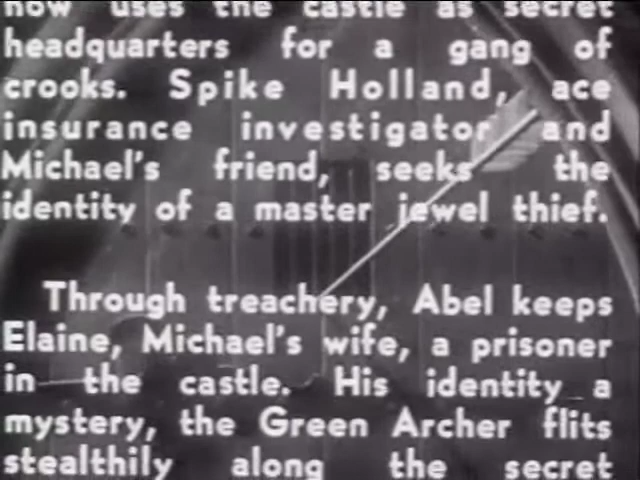 now uses the castle as secret
headquarters for a gang of
crooks. Spike Holland, ace
insurance investigator and
Michael's friend, seeks the
identity of a master jewel thief.
Through treachery, Abel keeps
Elaine, Michael's wife, a prisoner
in the castle. His identity a
mystery, the Green Archer flits
stealthily along the secret